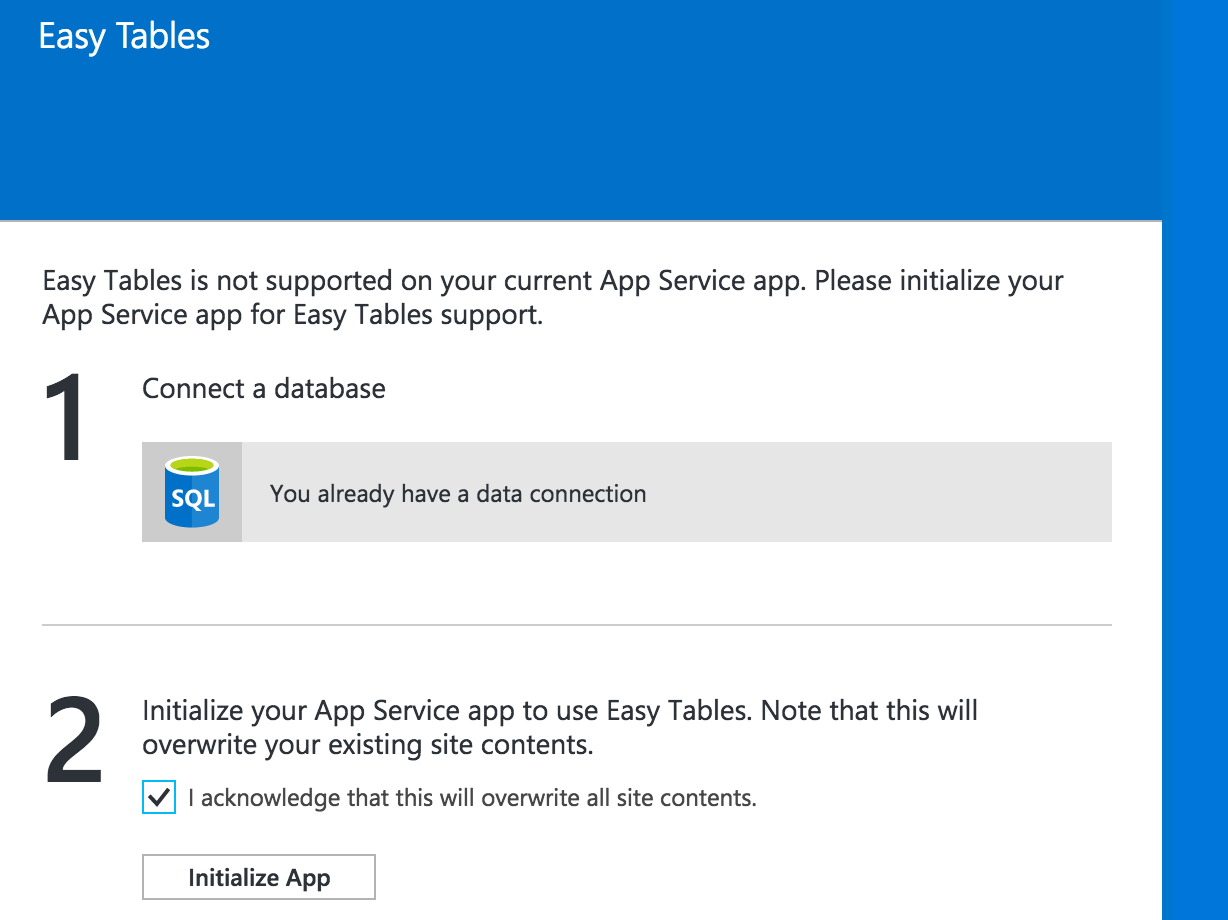 Easy Tables
Easy Tables is not supported on your current App Service app. Please initialize your
App Service app for Easy Tables support.
1
Connect a database
SQL
You already have a data connection
2
Initialize your App Service app to use Easy Tables. Note that this will
overwrite your existing site contents.
I acknowledge that this will overwrite all site contents.
Initialize App